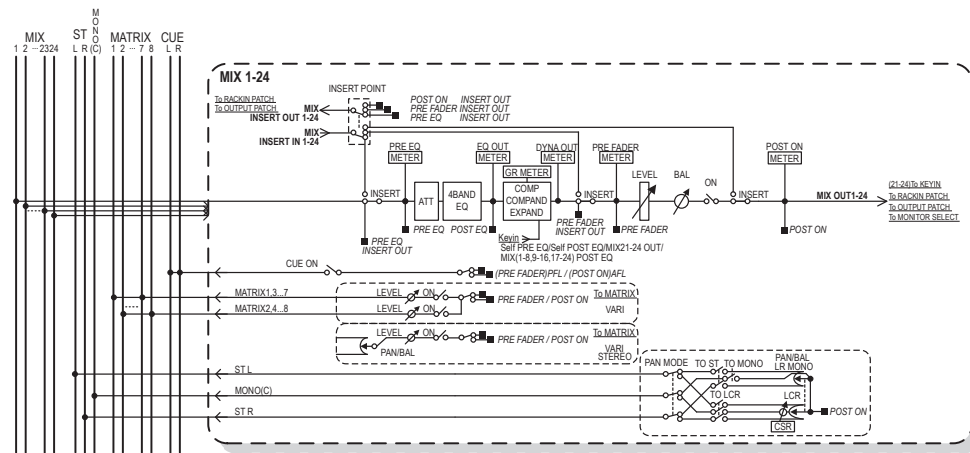 MIX
ST
MONO
(C)
MATRIX
CUE
1 2 ··· 2324
L R
1 2 ··· 7 8
L R
MIX 1-24
INSERT POINT
To RACKIN PATCH
To OUTPUT PATCH
MIX
INSERT OUT 1-24
POST ON INSERT OUT
PRE FADER INSERT OUT
PRE EQ INSERT OUT
MIX
INSERT IN 1-24
PRE EQ
METER
EQ OUT
METER
DYNA OUT
METER
PRE FADER
METER
POST ON
METER
GR METER
INSERT
ATT
4BAND
EQ
COMP
COMPAND
EXPAND
INSERT
LEVEL
BAL
ON
INSERT
MIX OUT1-24
(21-24)To KEYIN
To RACKIN PATCH
To OUTPUT PATCH
To MONITOR SELECT
PRE EQ
INSERT OUT
PRE EQ
POST EQ
PRE FADER
INSERT OUT
PRE FADER
POST ON
Keyin
Self PRE EQ/Self POST EQ/MIX21-24 OUT/
MIX(1-8,9-16,17-24) POST EQ
CUE ON
(PRE FADER)PFL / (POST ON)AFL
MATRIX1,3...7
LEVEL
ON
PRE FADER / POST ON
To MATRIX
MATRIX2,4...8
LEVEL
ON
VARI
LEVEL
ON
PRE FADER / POST ON
To MATRIX
PAN/BAL
VARI
STEREO
ST L
MONO(C)
ST R
PAN MODE
TO ST
TO MONO
PAN/BAL
LR MONO
TO LCR
LCR
CSR
POST ON